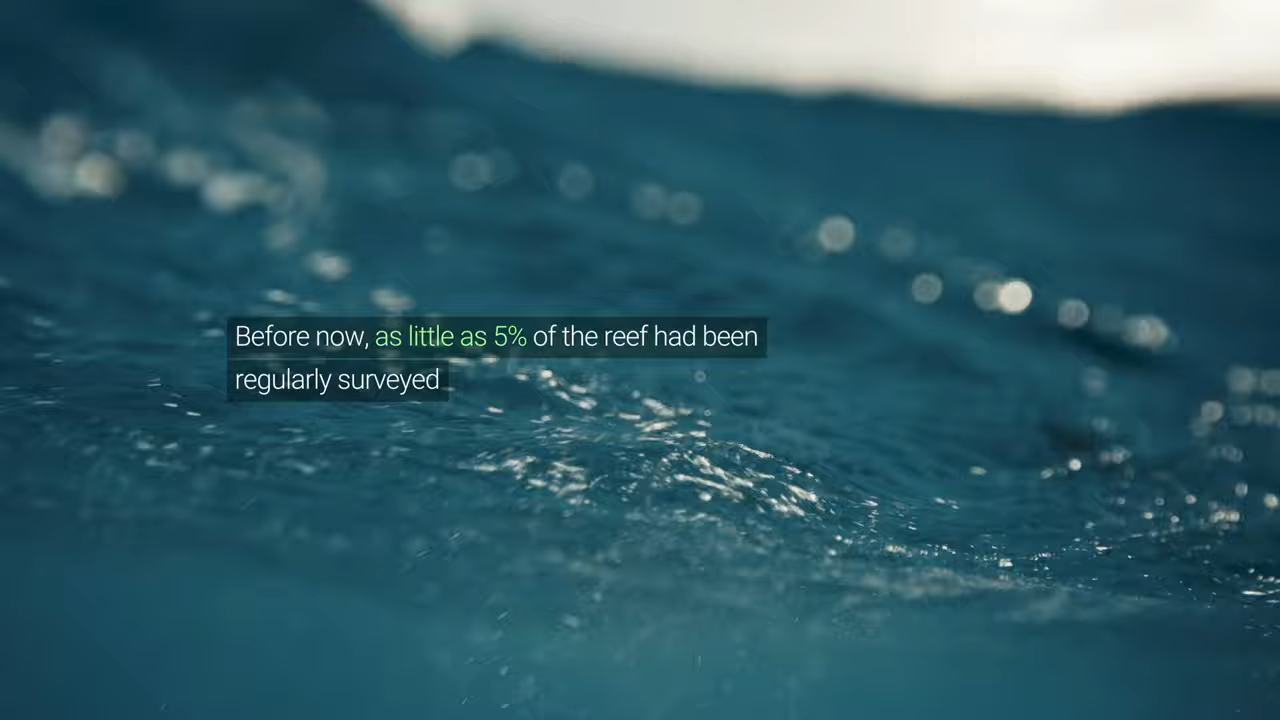 Before now, as little as 5% of the reef had been
regularly surveyed